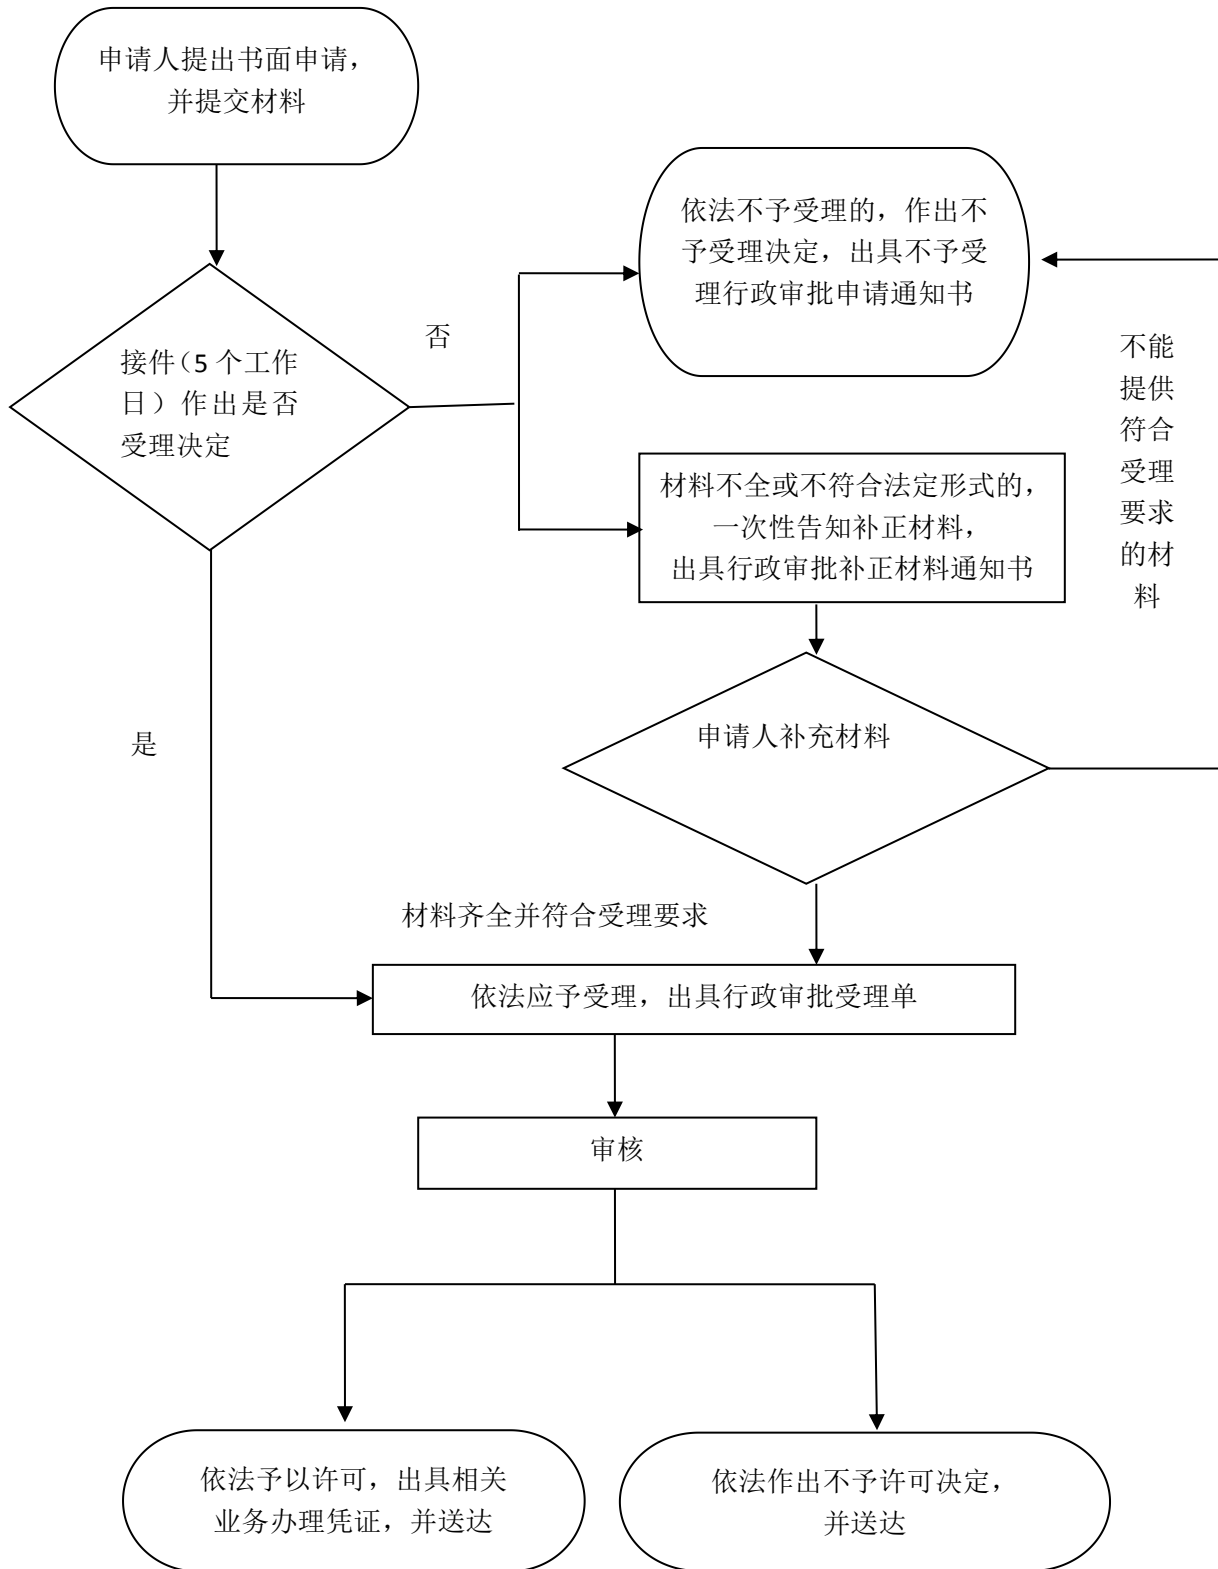 申请人提出书面申请，
并提交材料
依法不予受理的，作出不
予受理决定，出具不予受
理行政审批申请通知书
否
接件（5 个工作
日）作出是否
受理决定
不能
提供
符合
受理
要求
的材
料
材料不全或不符合法定形式的，
一次性告知补正材料，
出具行政审批补正材料通知书
是
申请人补充材料
材料齐全并符合受理要求
依法应予受理，出具行政审批受理单
审核
依法予以许可，出具相关
业务办理凭证，并送达
依法作出不予许可决定，
并送达